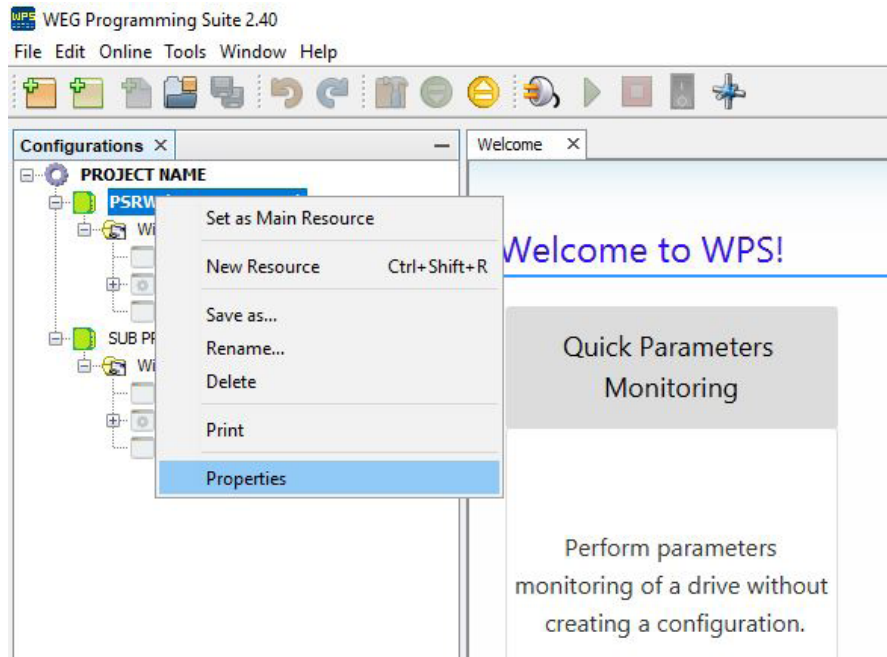 WPS
WEG Programming Suite 2.40
File Edit Online Tools Window Help
Configurations
Welcome
PROJECT NAME
Set as Main Resource
New Resource Ctrl+Shift+R
Save as...
Rename...
Delete
Print
Properties
SUB
Welcome to WPS!
Quick Parameters
Monitoring
Perform parameters
monitoring of a drive without
creating a configuration.